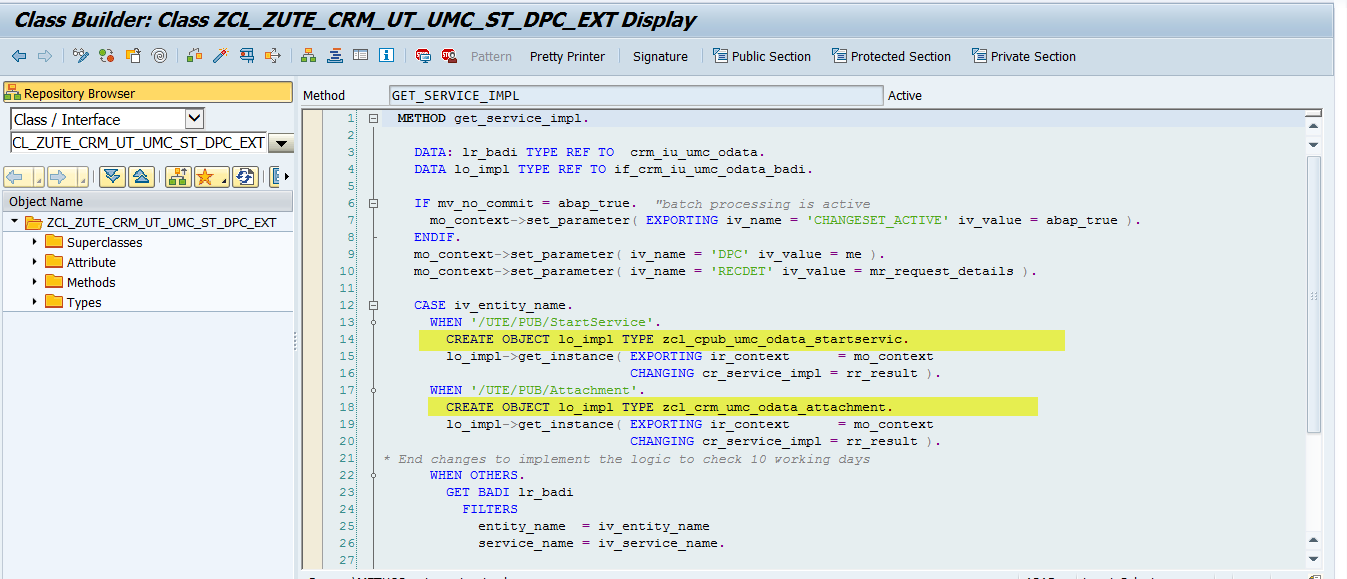 Class Builder: Class ZCL_ZUTE_CRM_UT_UMC_ST_DPC_EXT Display
Pattern Pretty Printer Signature Public Section Protected Section Private Section
Repository Browser
Class / Interface
CL_ZUTE_CRM_UT_UMC_ST_DPC_EXT
Object Name
ZCL_ZUTE_CRM_UT_UMC_ST_DPC_EXT
Superclasses
Attribute
Methods
Types
Method GET_SERVICE_IMPL Active
1 METHOD get_service_impl.
2
3 DATA: lr_badi TYPE REF TO  crm_iu_umc_odata.
4 DATA lo_impl TYPE REF TO if_crm_iu_umc_odata_badi.
5
6 IF mv_no_commit = abap_true.  "batch processing is active
7 mo_context->set_parameter( EXPORTING iv_name = 'CHANGESET_ACTIVE' iv_value = abap_true ).
8 ENDIF.
9 mo_context->set_parameter( iv_name = 'DPC' iv_value = me ).
10 mo_context->set_parameter( iv_name = 'RECDET' iv_value = mr_request_details ).
11
12 CASE iv_entity_name.
13 WHEN '/UTE/PUB/StartService'.
14 CREATE OBJECT lo_impl TYPE zcl_cpub_umc_odata_startservic.
15 lo_impl->get_instance( EXPORTING ir_context      = mo_context
16 CHANGING cr_service_impl = rr_result ).
17 WHEN '/UTE/PUB/Attachment'.
18 CREATE OBJECT lo_impl TYPE zcl_crm_umc_odata_attachment.
19 lo_impl->get_instance( EXPORTING ir_context      = mo_context
20 CHANGING cr_service_impl = rr_result ).
21 * End changes to implement the logic to check 10 working days
22 WHEN OTHERS.
23 GET BADI lr_badi
24 FILTERS
25 entity_name  = iv_entity_name
26 service_name = iv_service_name.
27